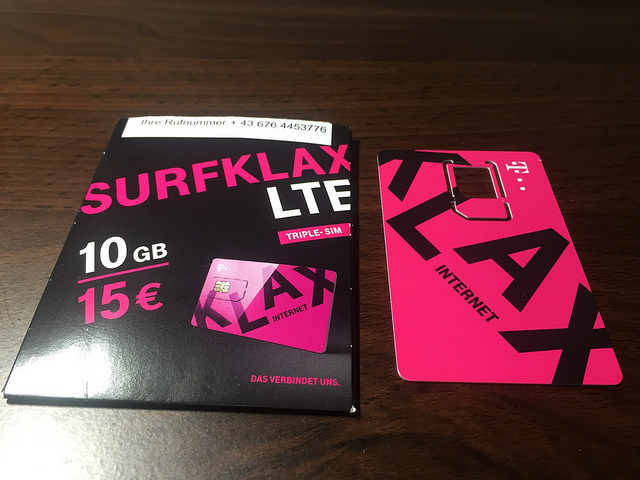 Ihre Rufnummer: + 43 676 4453776
SURFKLAX
LTE
TRIPLE-SIM
10 GB
15 €
KLAX
INTERNET
DAS VERBINDET UNS.
T
KLAX
INTERNET